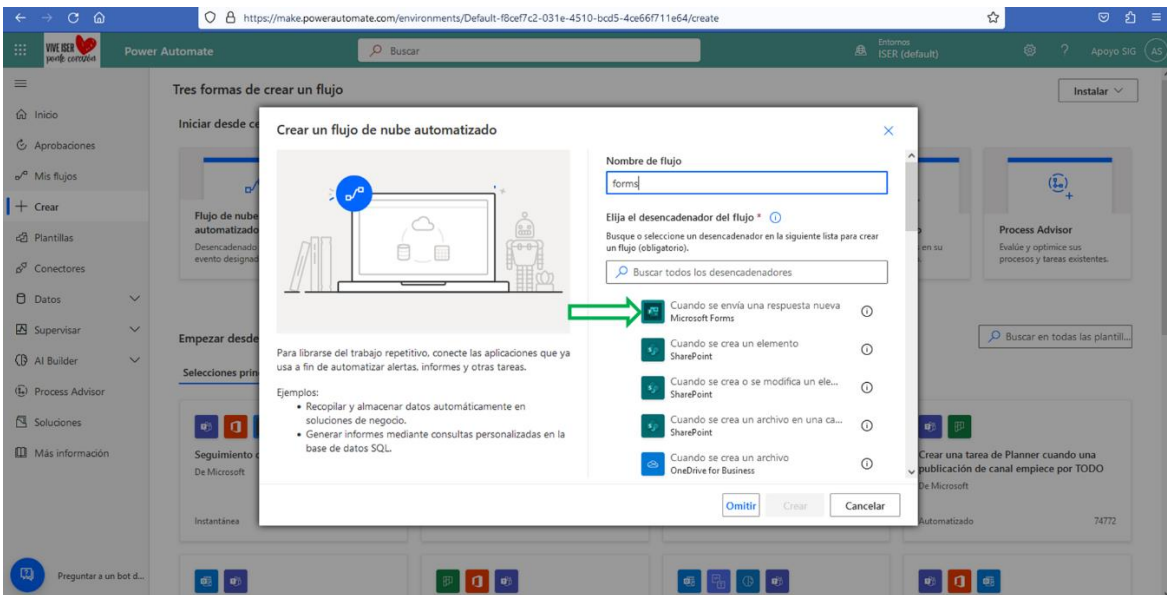 https://make.powerautomate.com/environments/Default-f8cef7c2-031e-4510-bcd5-4ce66f711e64/create
VIVE ISER
ponle corazón
Power Automate
Buscar
Entornos
ISER (default)
Apoyo SIG
AS
Tres formas de crear un flujo
Instalar
Inicio
Aprobaciones
Mis flujos
Crear
Plantillas
Conectores
Datos
Supervisar
AI Builder
Process Advisor
Soluciones
Más información
Preguntar a un bot d...
Iniciar desde ce
Flujo de nube
automatizado
Desencadenado
evento designad
Process Advisor
Evalúe y optimice sus
procesos y tareas existentes.
en su
Empezar desde
Buscar en todas las plantill...
Selecciones prin
Seguimiento
De Microsoft
Instantánea
Crear una tarea de Planner cuando una
publicación de canal empiece por TODO
De Microsoft
Automatizado
74772
Crear un flujo de nube automatizado
Para librarse del trabajo repetitivo, conecte las aplicaciones que ya
usa a fin de automatizar alertas, informes y otras tareas.
Ejemplos:
• Recopilar y almacenar datos automáticamente en
soluciones de negocio.
• Generar informes mediante consultas personalizadas en la
base de datos SQL.
Nombre de flujo
forms
Elija el desencadenador del flujo *
Busque o seleccione un desencadenador en la siguiente lista para crear
un flujo (obligatorio).
Buscar todos los desencadenadores
Cuando se envía una respuesta nueva
Microsoft Forms
Cuando se crea un elemento
SharePoint
Cuando se crea o se modifica un ele...
SharePoint
Cuando se crea un archivo en una ca...
SharePoint
Cuando se crea un archivo
OneDrive for Business
Omitir
Crear
Cancelar